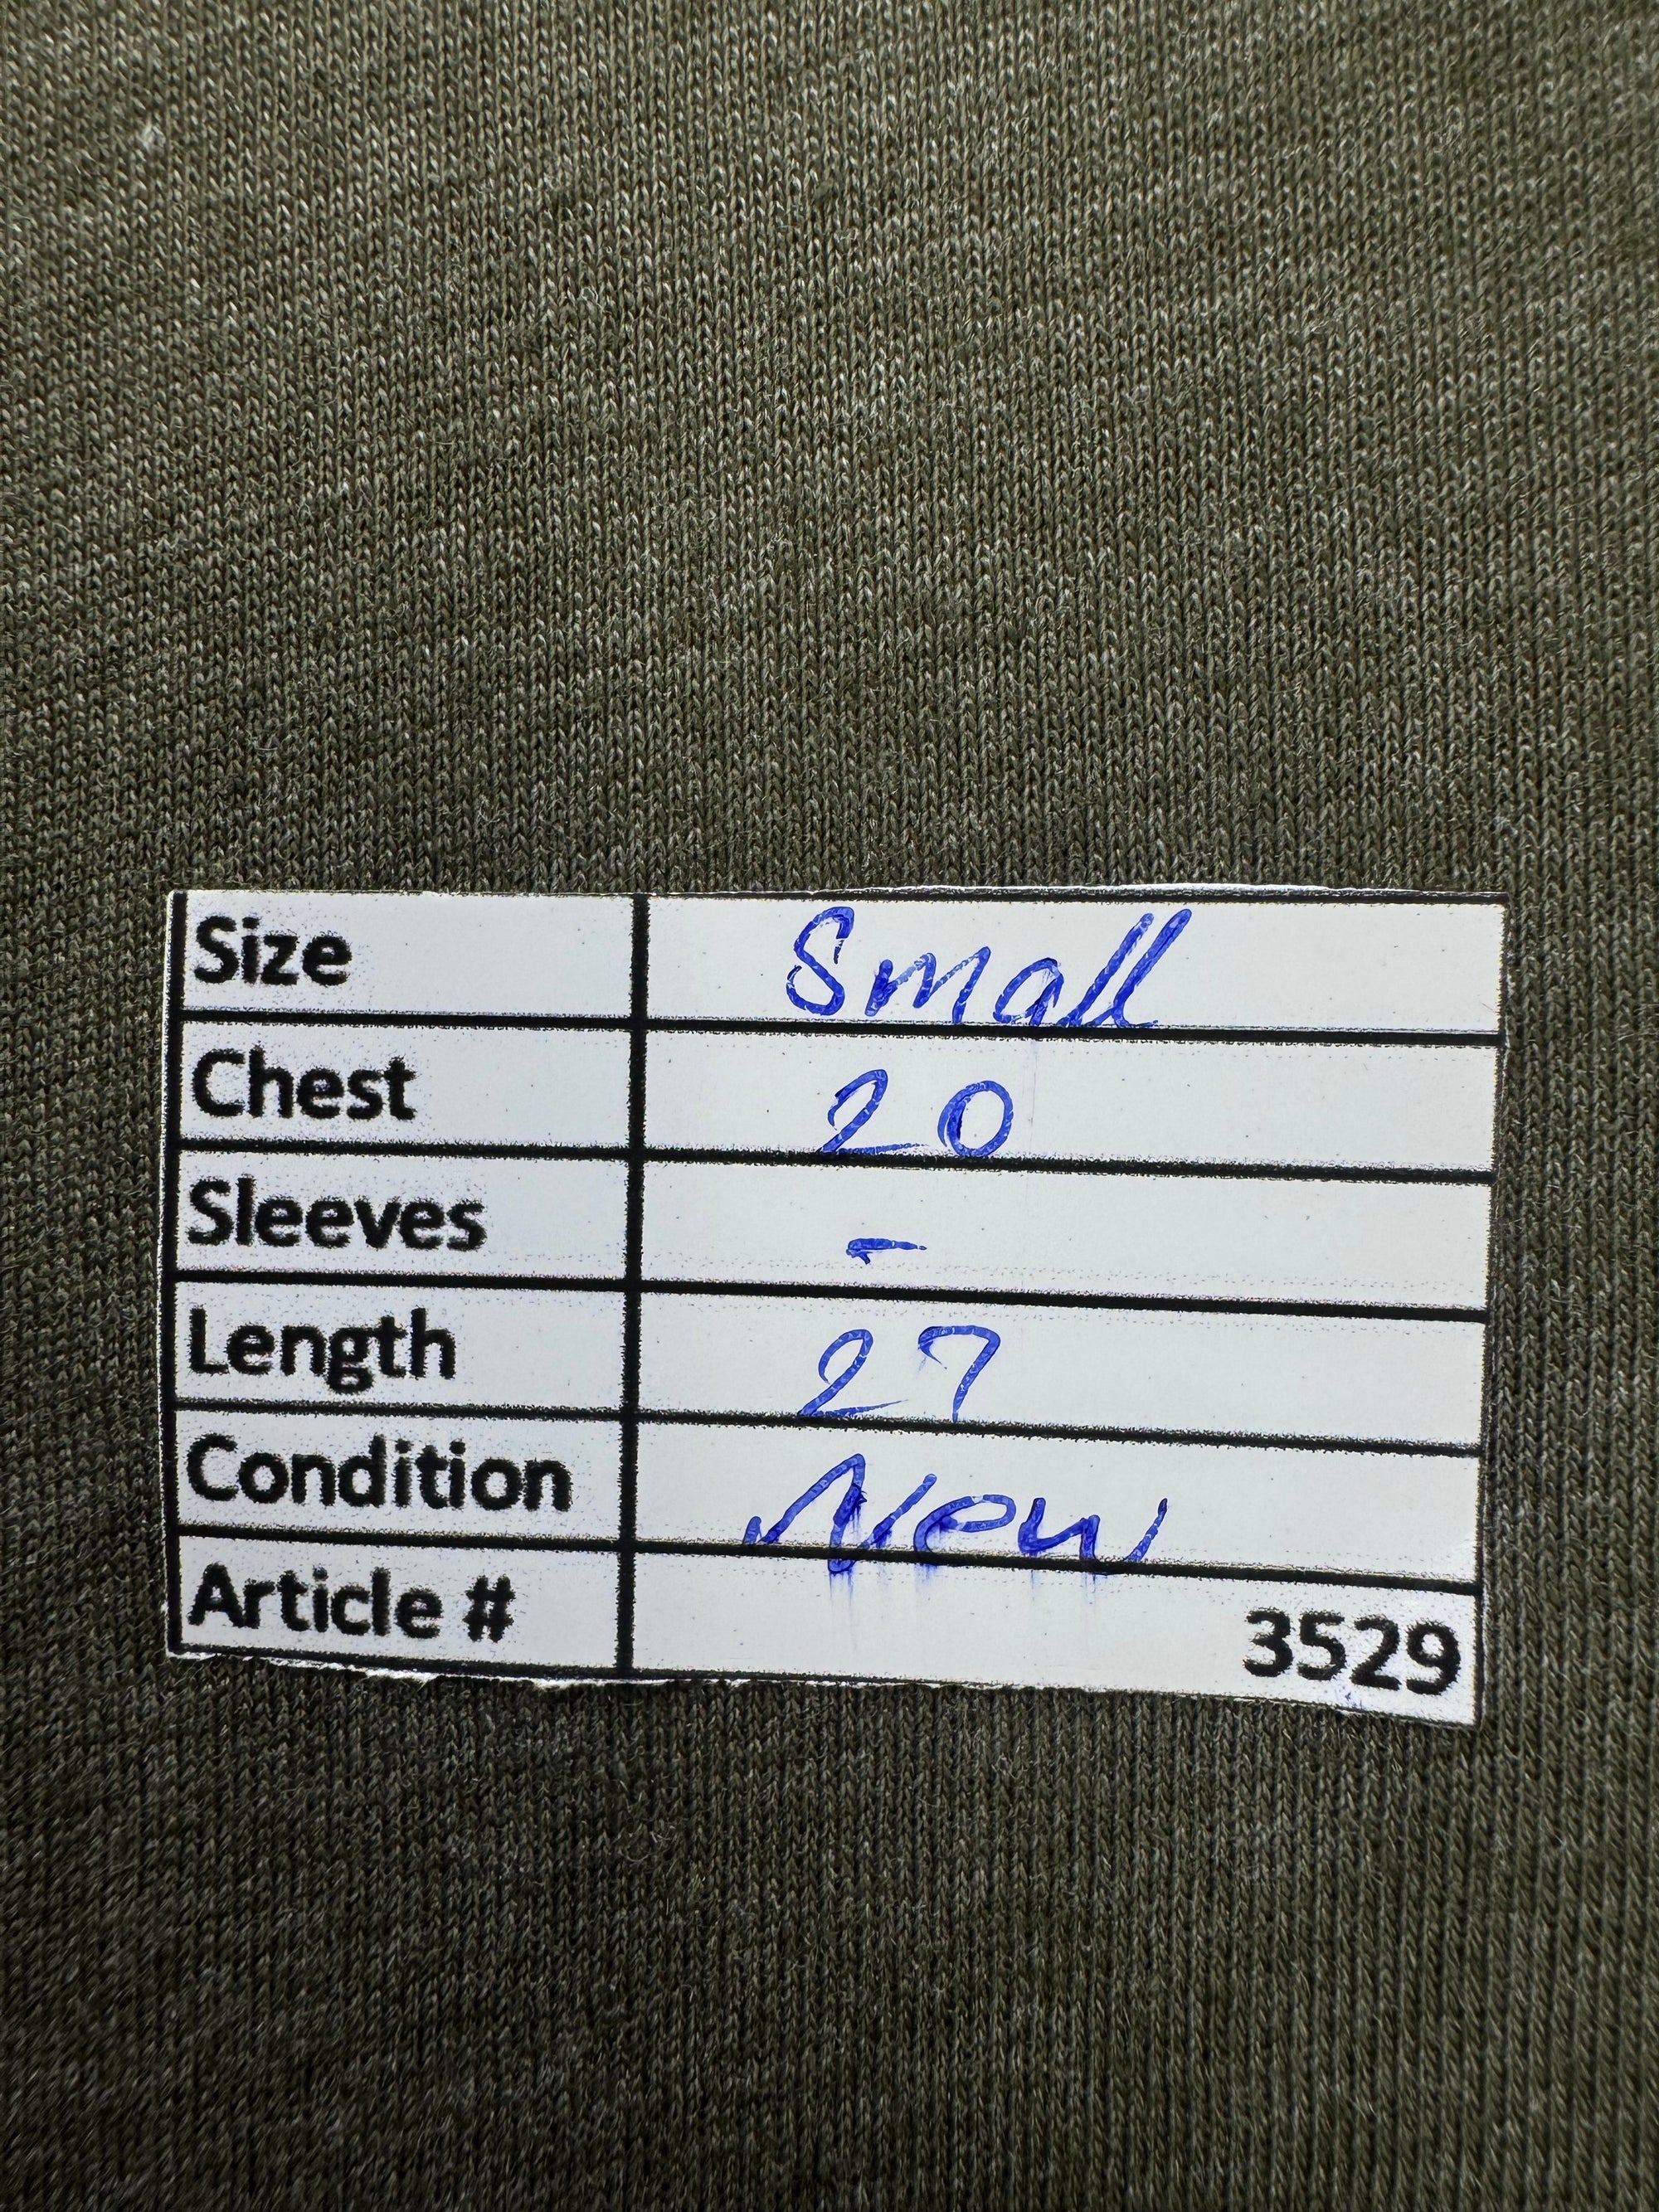 Size Small
Chest 20
Sleeves -
Length 27
Condition New
Article # 3529